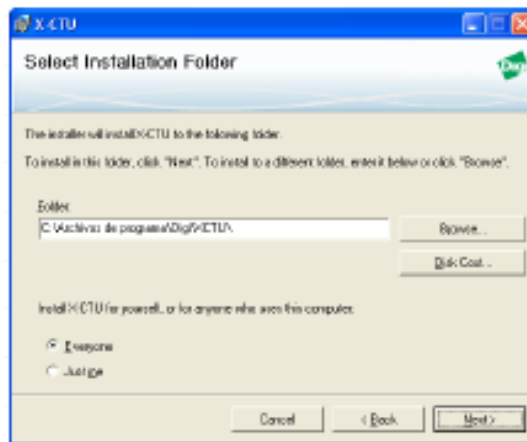 X-CTU
Select Installation Folder
Digi
The installer will install X-CTU to the following folder.
To install in this folder, click "Next". To install to a different folder, enter it below or click "Browse".
Folder:
C:\Archivos de programa\Digi\XCTU\
Browse...
Disk Cost...
Install X-CTU for yourself, or for anyone who uses this computer:
Everyone
Just me
Cancel
< Back
Next >